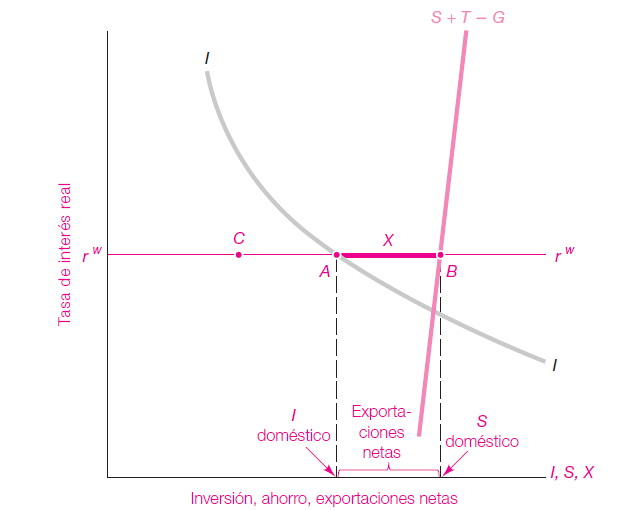 S + T − G
I
Tasa de interés real
r w
C
X
r w
A
B
I
I
doméstico
Exporta-
ciones
netas
S
doméstico
I, S, X
Inversión, ahorro, exportaciones netas